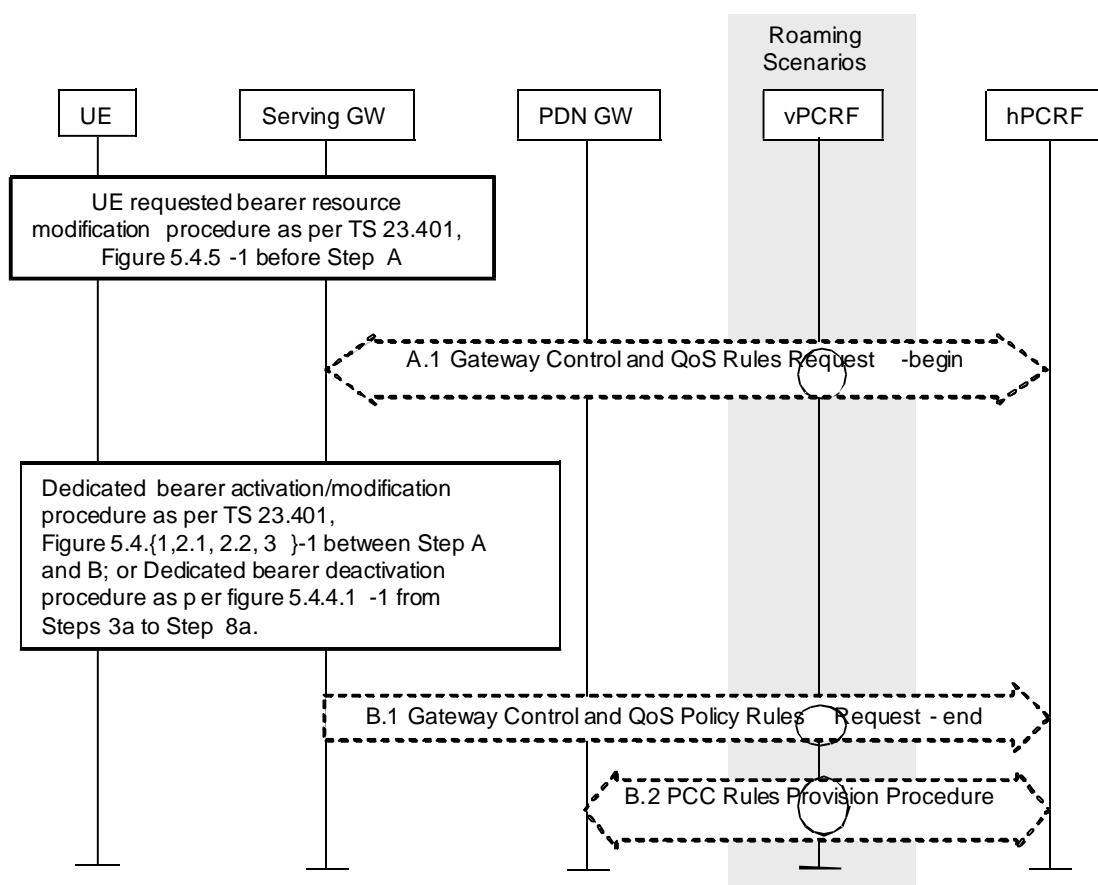 Roaming
Scenarios
UE
Serving GW
PDN GW
vPCRF
hPCRF
UE requested bearer resource
modification procedure as per TS 23.401,
Figure 5.4.5 -1 before Step A
A.1 Gateway Control and QoS Rules Request -begin
Dedicated bearer activation/modification
procedure as per TS 23.401,
Figure 5.4.{1,2.1, 2.2, 3 }-1 between Step A
and B; or Dedicated bearer deactivation
procedure as p er figure 5.4.4.1 -1 from
Steps 3a to Step 8a.
B.1 Gateway Control and QoS Policy Rules Request - end
B.2 PCC Rules Provision Procedure